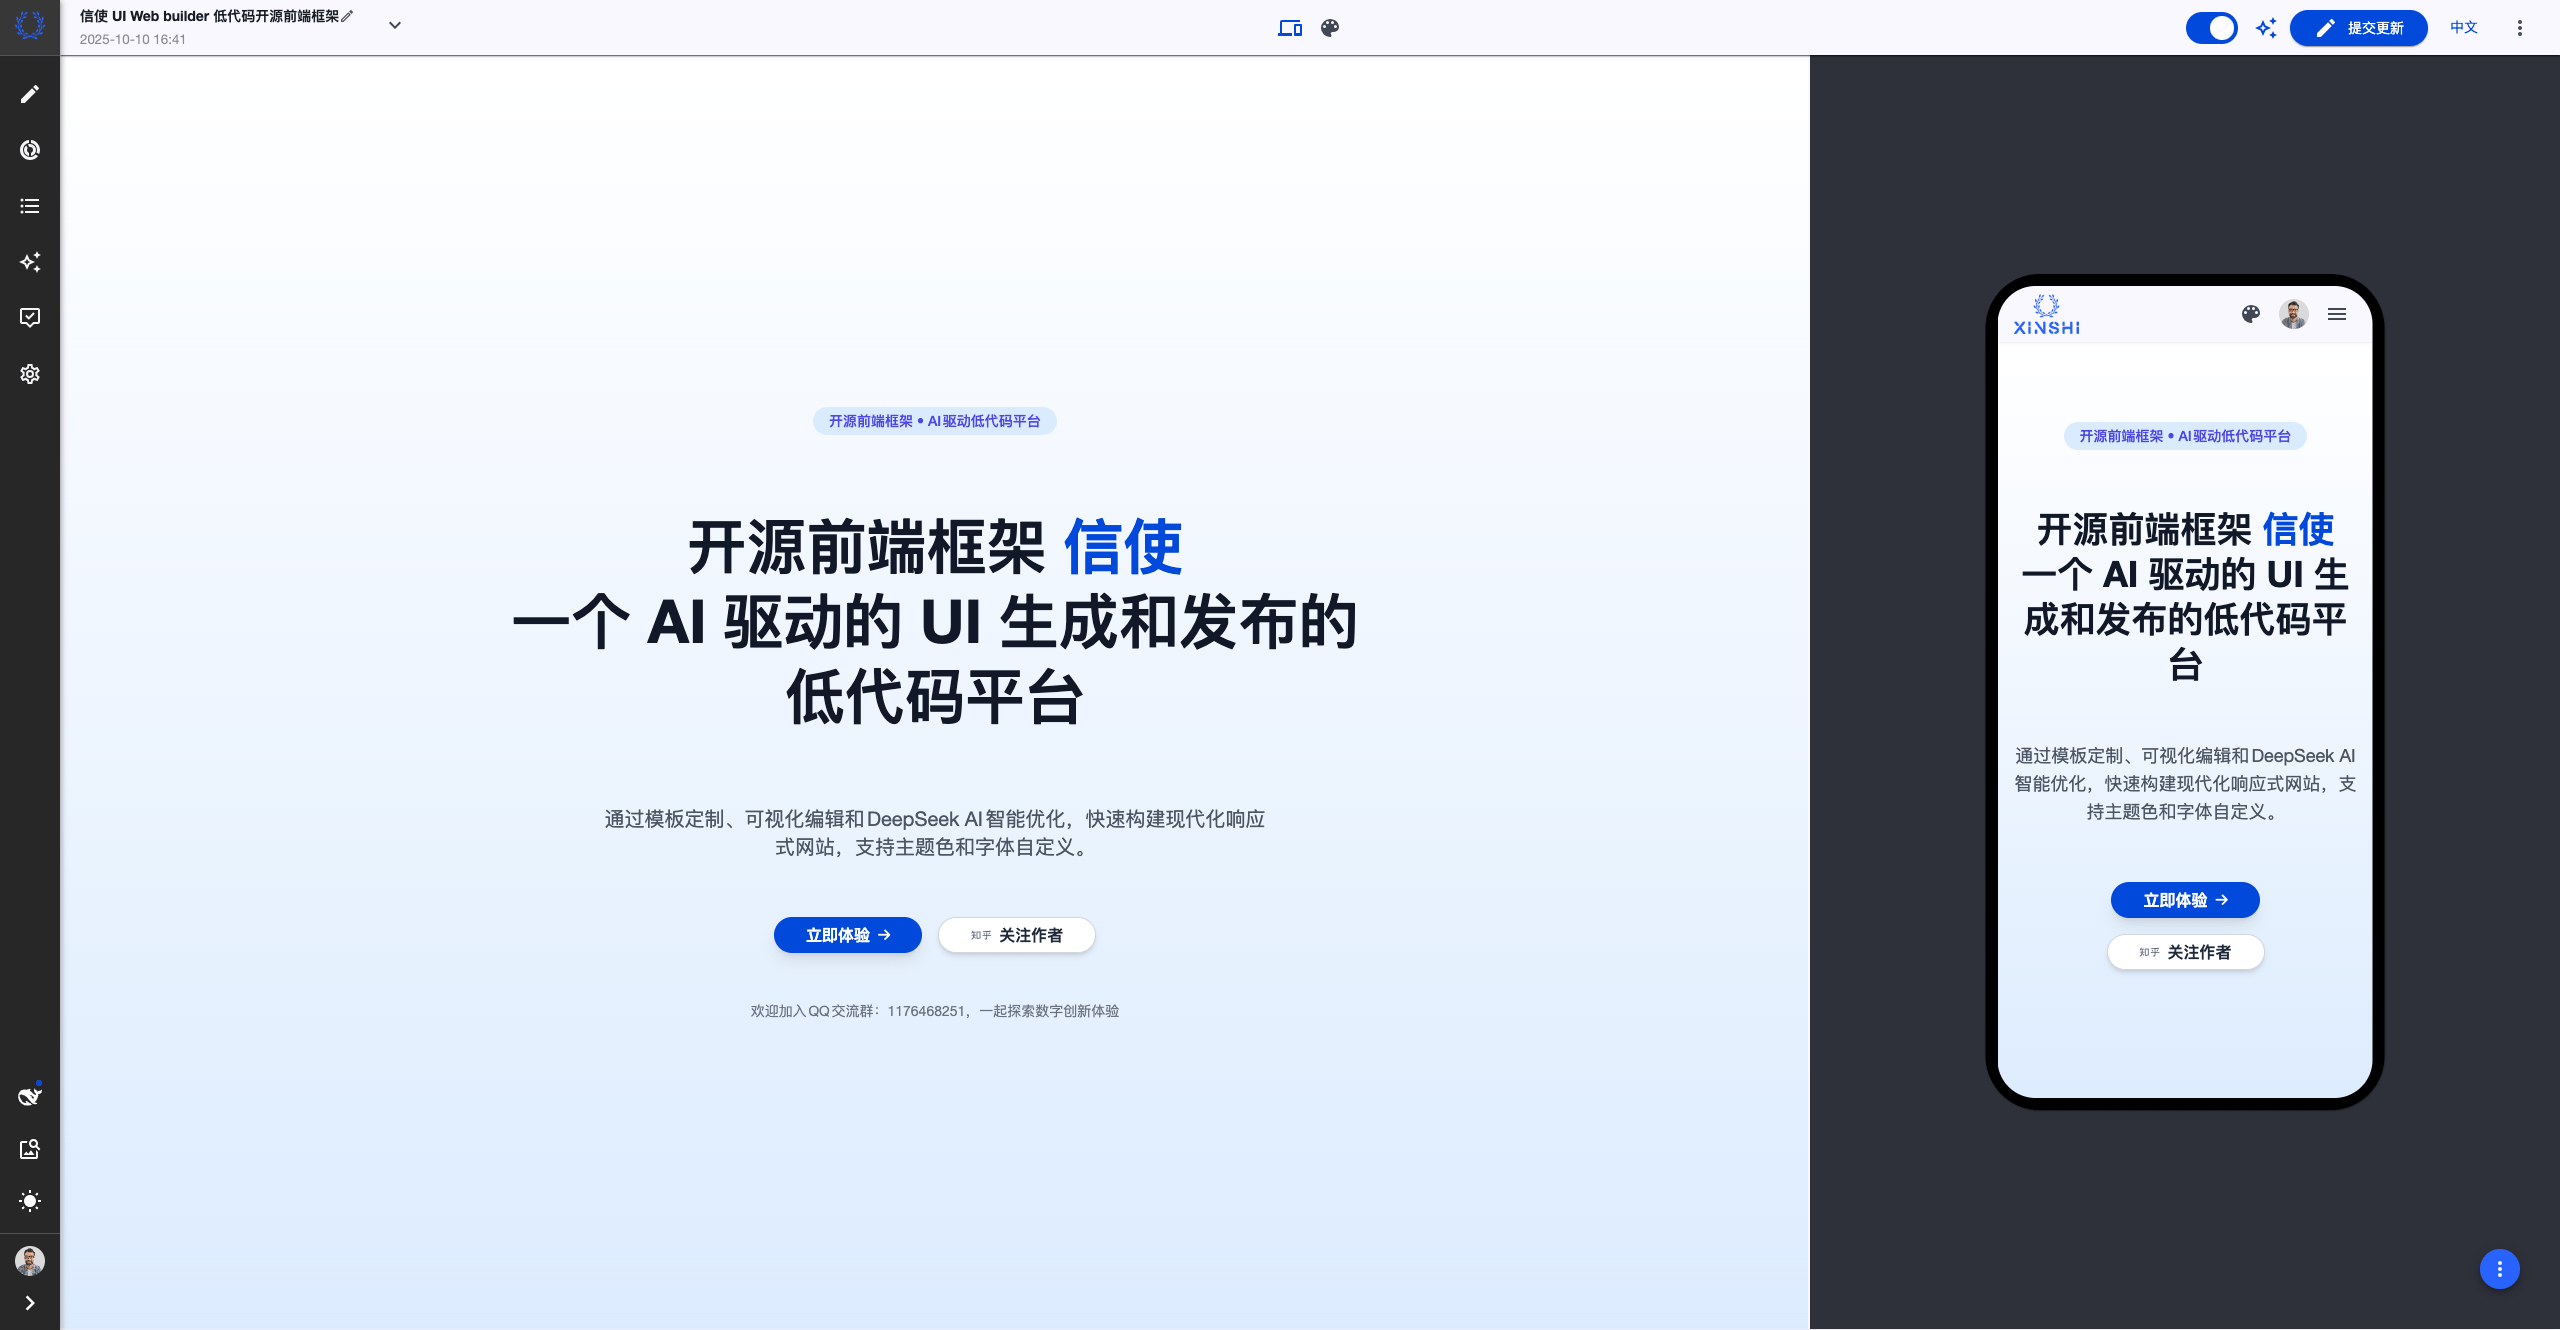 信使 UI Web builder 低代码开源前端框架
2025-10-10 16:41
提交更新
中文
开源前端框架 • AI驱动低代码平台
开源前端框架 信使
一个 AI 驱动的 UI 生成和发布的
低代码平台
通过模板定制、可视化编辑和DeepSeek AI智能优化，快速构建现代化响应
式网站，支持主题色和字体自定义。
立即体验 →
知乎 关注作者
欢迎加入QQ交流群：1176468251，一起探索数字创新体验
XINSHI
开源前端框架 • AI驱动低代码平台
开源前端框架 信使
一个 AI 驱动的 UI 生
成和发布的低代码平
台
通过模板定制、可视化编辑和DeepSeek AI
智能优化，快速构建现代化响应式网站，支
持主题色和字体自定义。
立即体验 →
知乎 关注作者